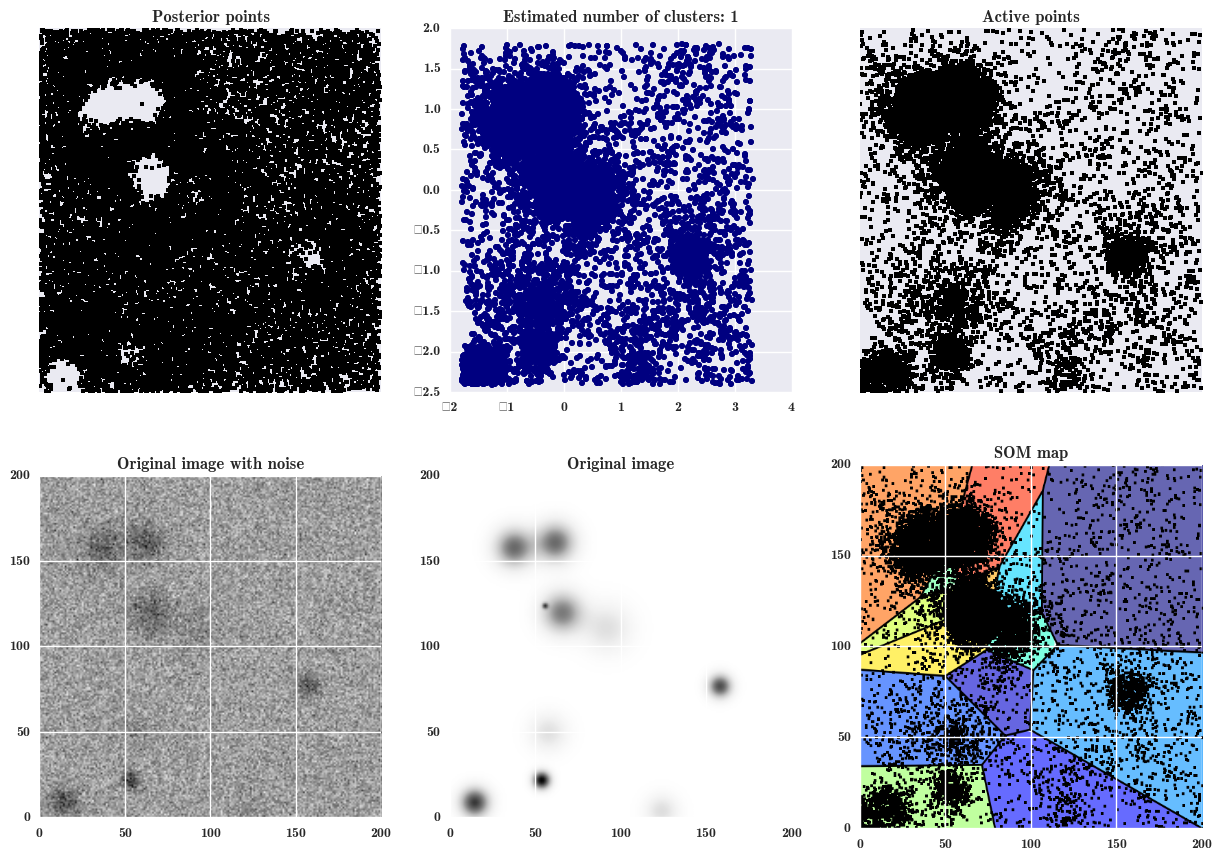 Posterior points
Estimated number of clusters: 1
Active points
2.0
1.5
1.0
0.5
0.0
□0.5
□1.0
□1.5
□2.0
□2.5
□2 □1 0 1 2 3 4
Original image with noise
Original image
SOM map
200
150
100
50
0
0 50 100 150 200
200
150
100
50
0
0 50 100 150 200
200
150
100
50
0
0 50 100 150 200